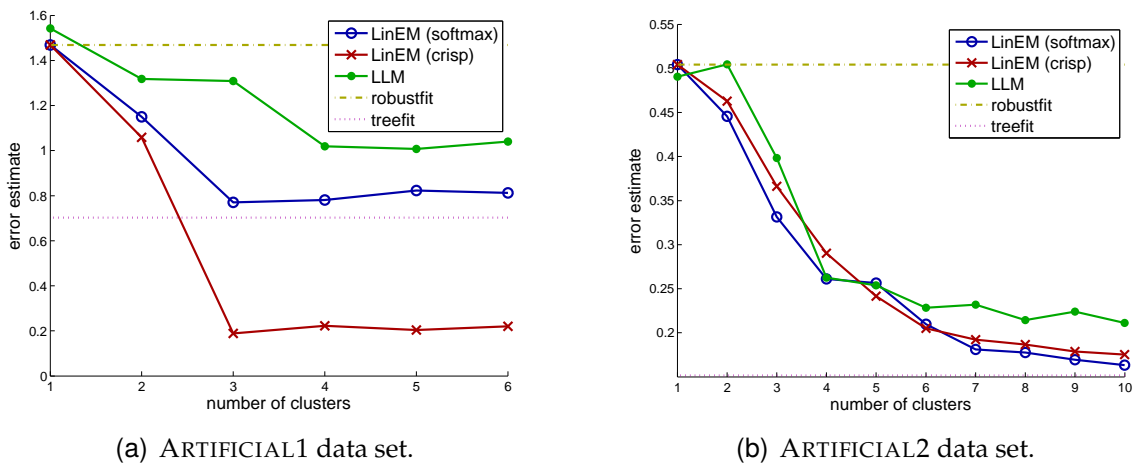 1.6
1.4
1.2
1
0.8
0.6
0.4
0.2
0
error estimate
LinEM (softmax)
LinEM (crisp)
LLM
robustfit
treefit
1 2 3 4 5 6
number of clusters
(a) ARTIFICIAL1 data set.
0.55
0.5
0.45
0.4
0.35
0.3
0.25
0.2
error estimate
LinEM (softmax)
LinEM (crisp)
LLM
robustfit
treefit
1 2 3 4 5 6 7 8 9 10
number of clusters
(b) ARTIFICIAL2 data set.